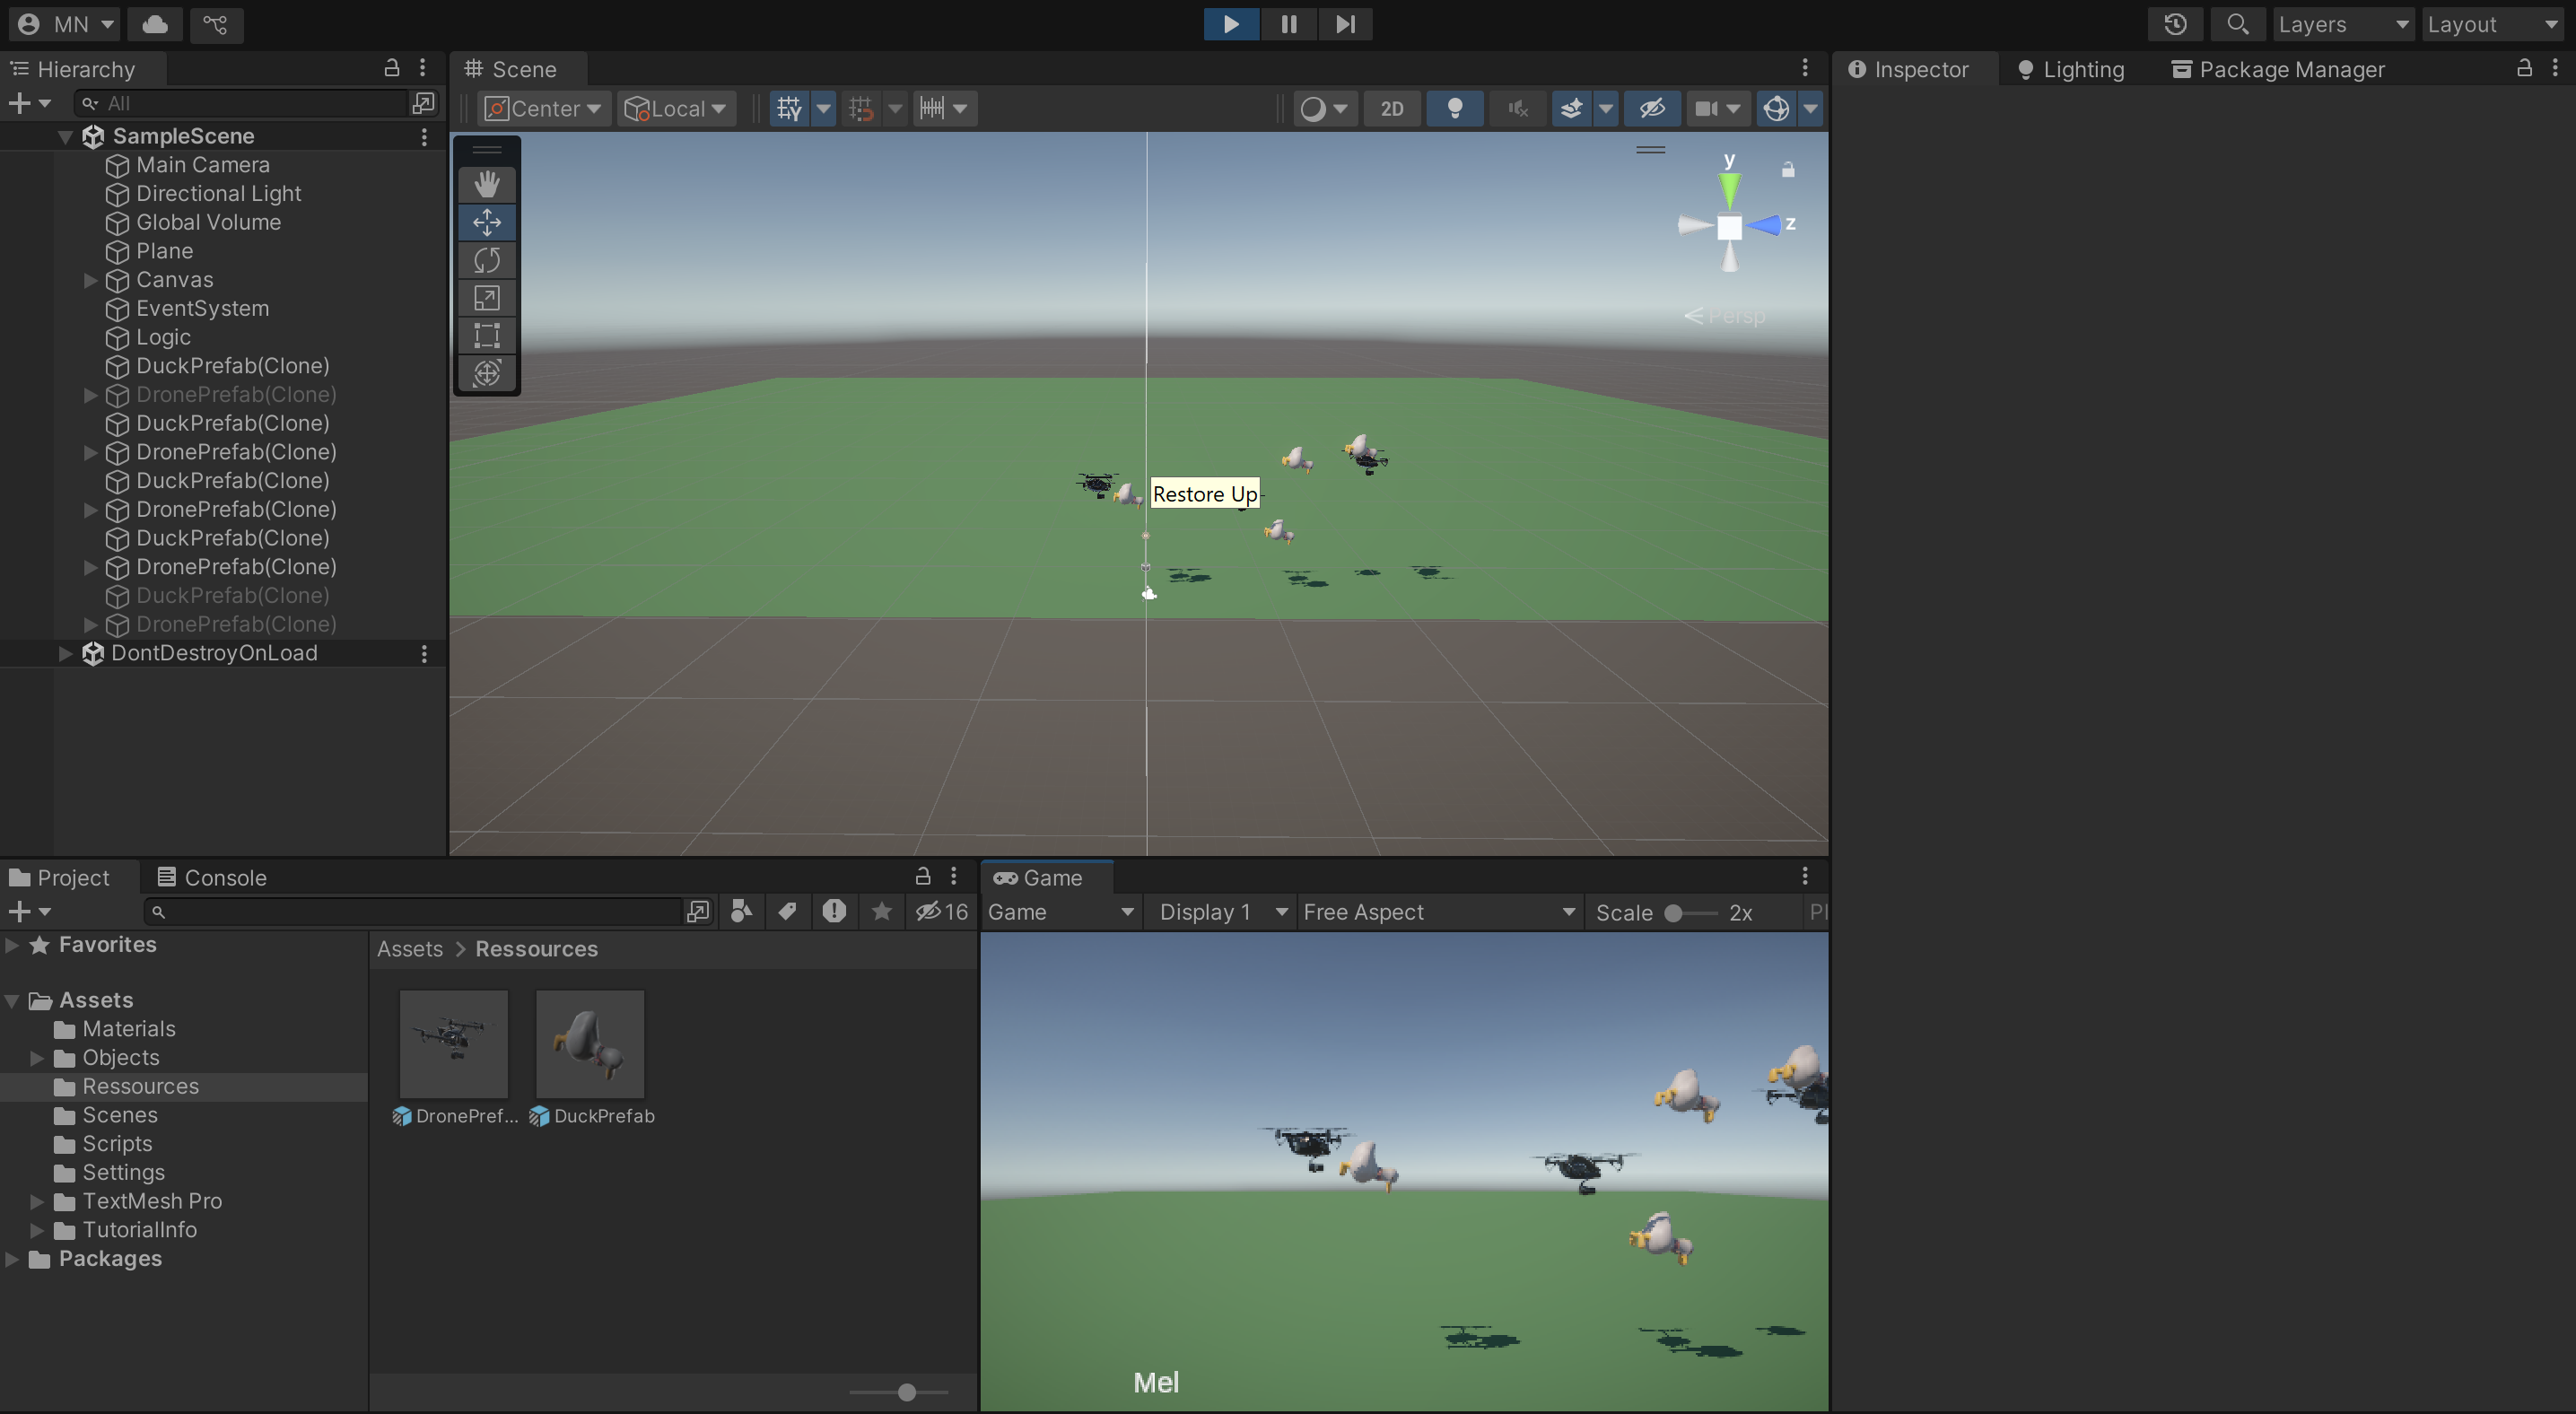 MN
Layers
Layout
Hierarchy
All
SampleScene
Main Camera
Directional Light
Global Volume
Plane
Canvas
EventSystem
Logic
DuckPrefab(Clone)
DronePrefab(Clone)
DuckPrefab(Clone)
DronePrefab(Clone)
DuckPrefab(Clone)
DronePrefab(Clone)
DuckPrefab(Clone)
DronePrefab(Clone)
DuckPrefab(Clone)
DronePrefab(Clone)
DontDestroyOnLoad
Scene
Center
Local
2D
y
z
Persp
Restore Up
Inspector
Lighting
Package Manager
Project
Console
16
Favorites
Assets
Materials
Objects
Ressources
Scenes
Scripts
Settings
TextMesh Pro
TutorialInfo
Packages
Assets > Ressources
DronePref...
DuckPrefab
Game
Game
Display 1
Free Aspect
Scale
2x
Pl
Mel